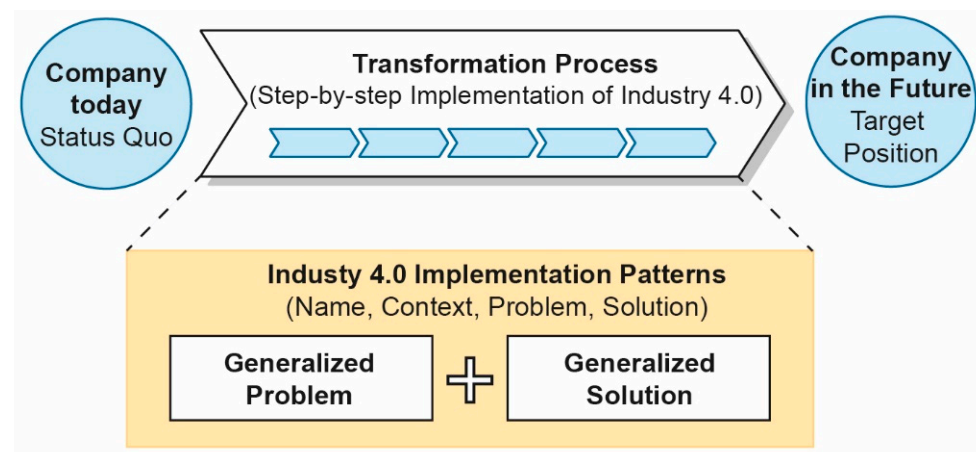 Company
today
Status Quo
Transformation Process
(Step-by-step Implementation of Industry 4.0)
Company
in the Future
Target
Position
Industy 4.0 Implementation Patterns
(Name, Context, Problem, Solution)
Generalized
Problem
Generalized
Solution